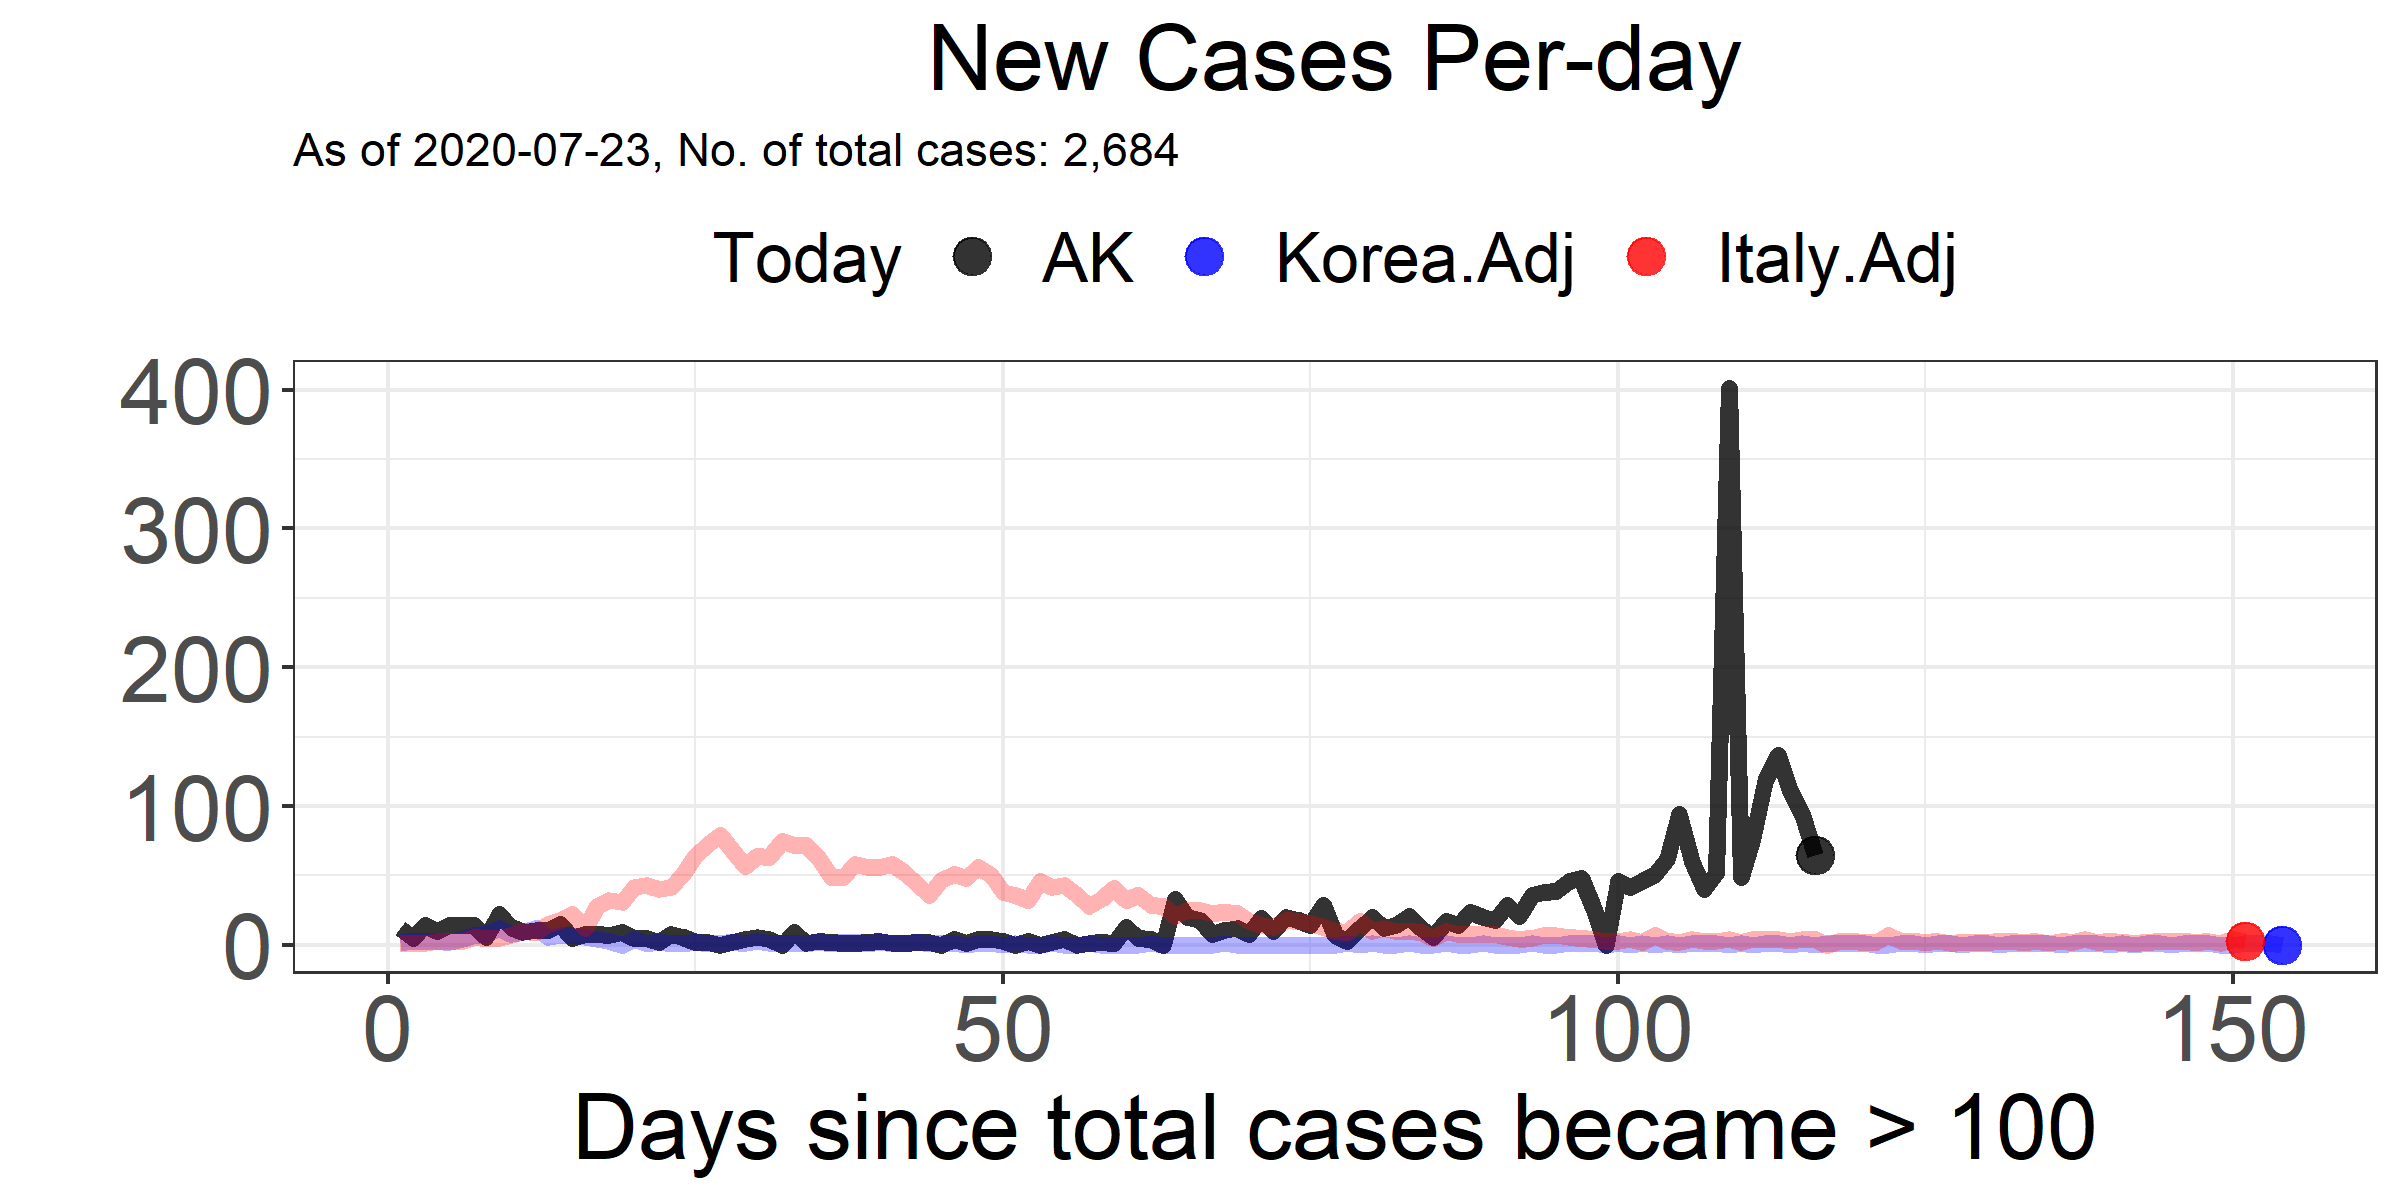 New Cases Per-day
As of 2020-07-23, No. of total cases: 2,684
Today AK Korea.Adj Italy.Adj
400
300
200
100
0
0 50 100 150
Days since total cases became > 100